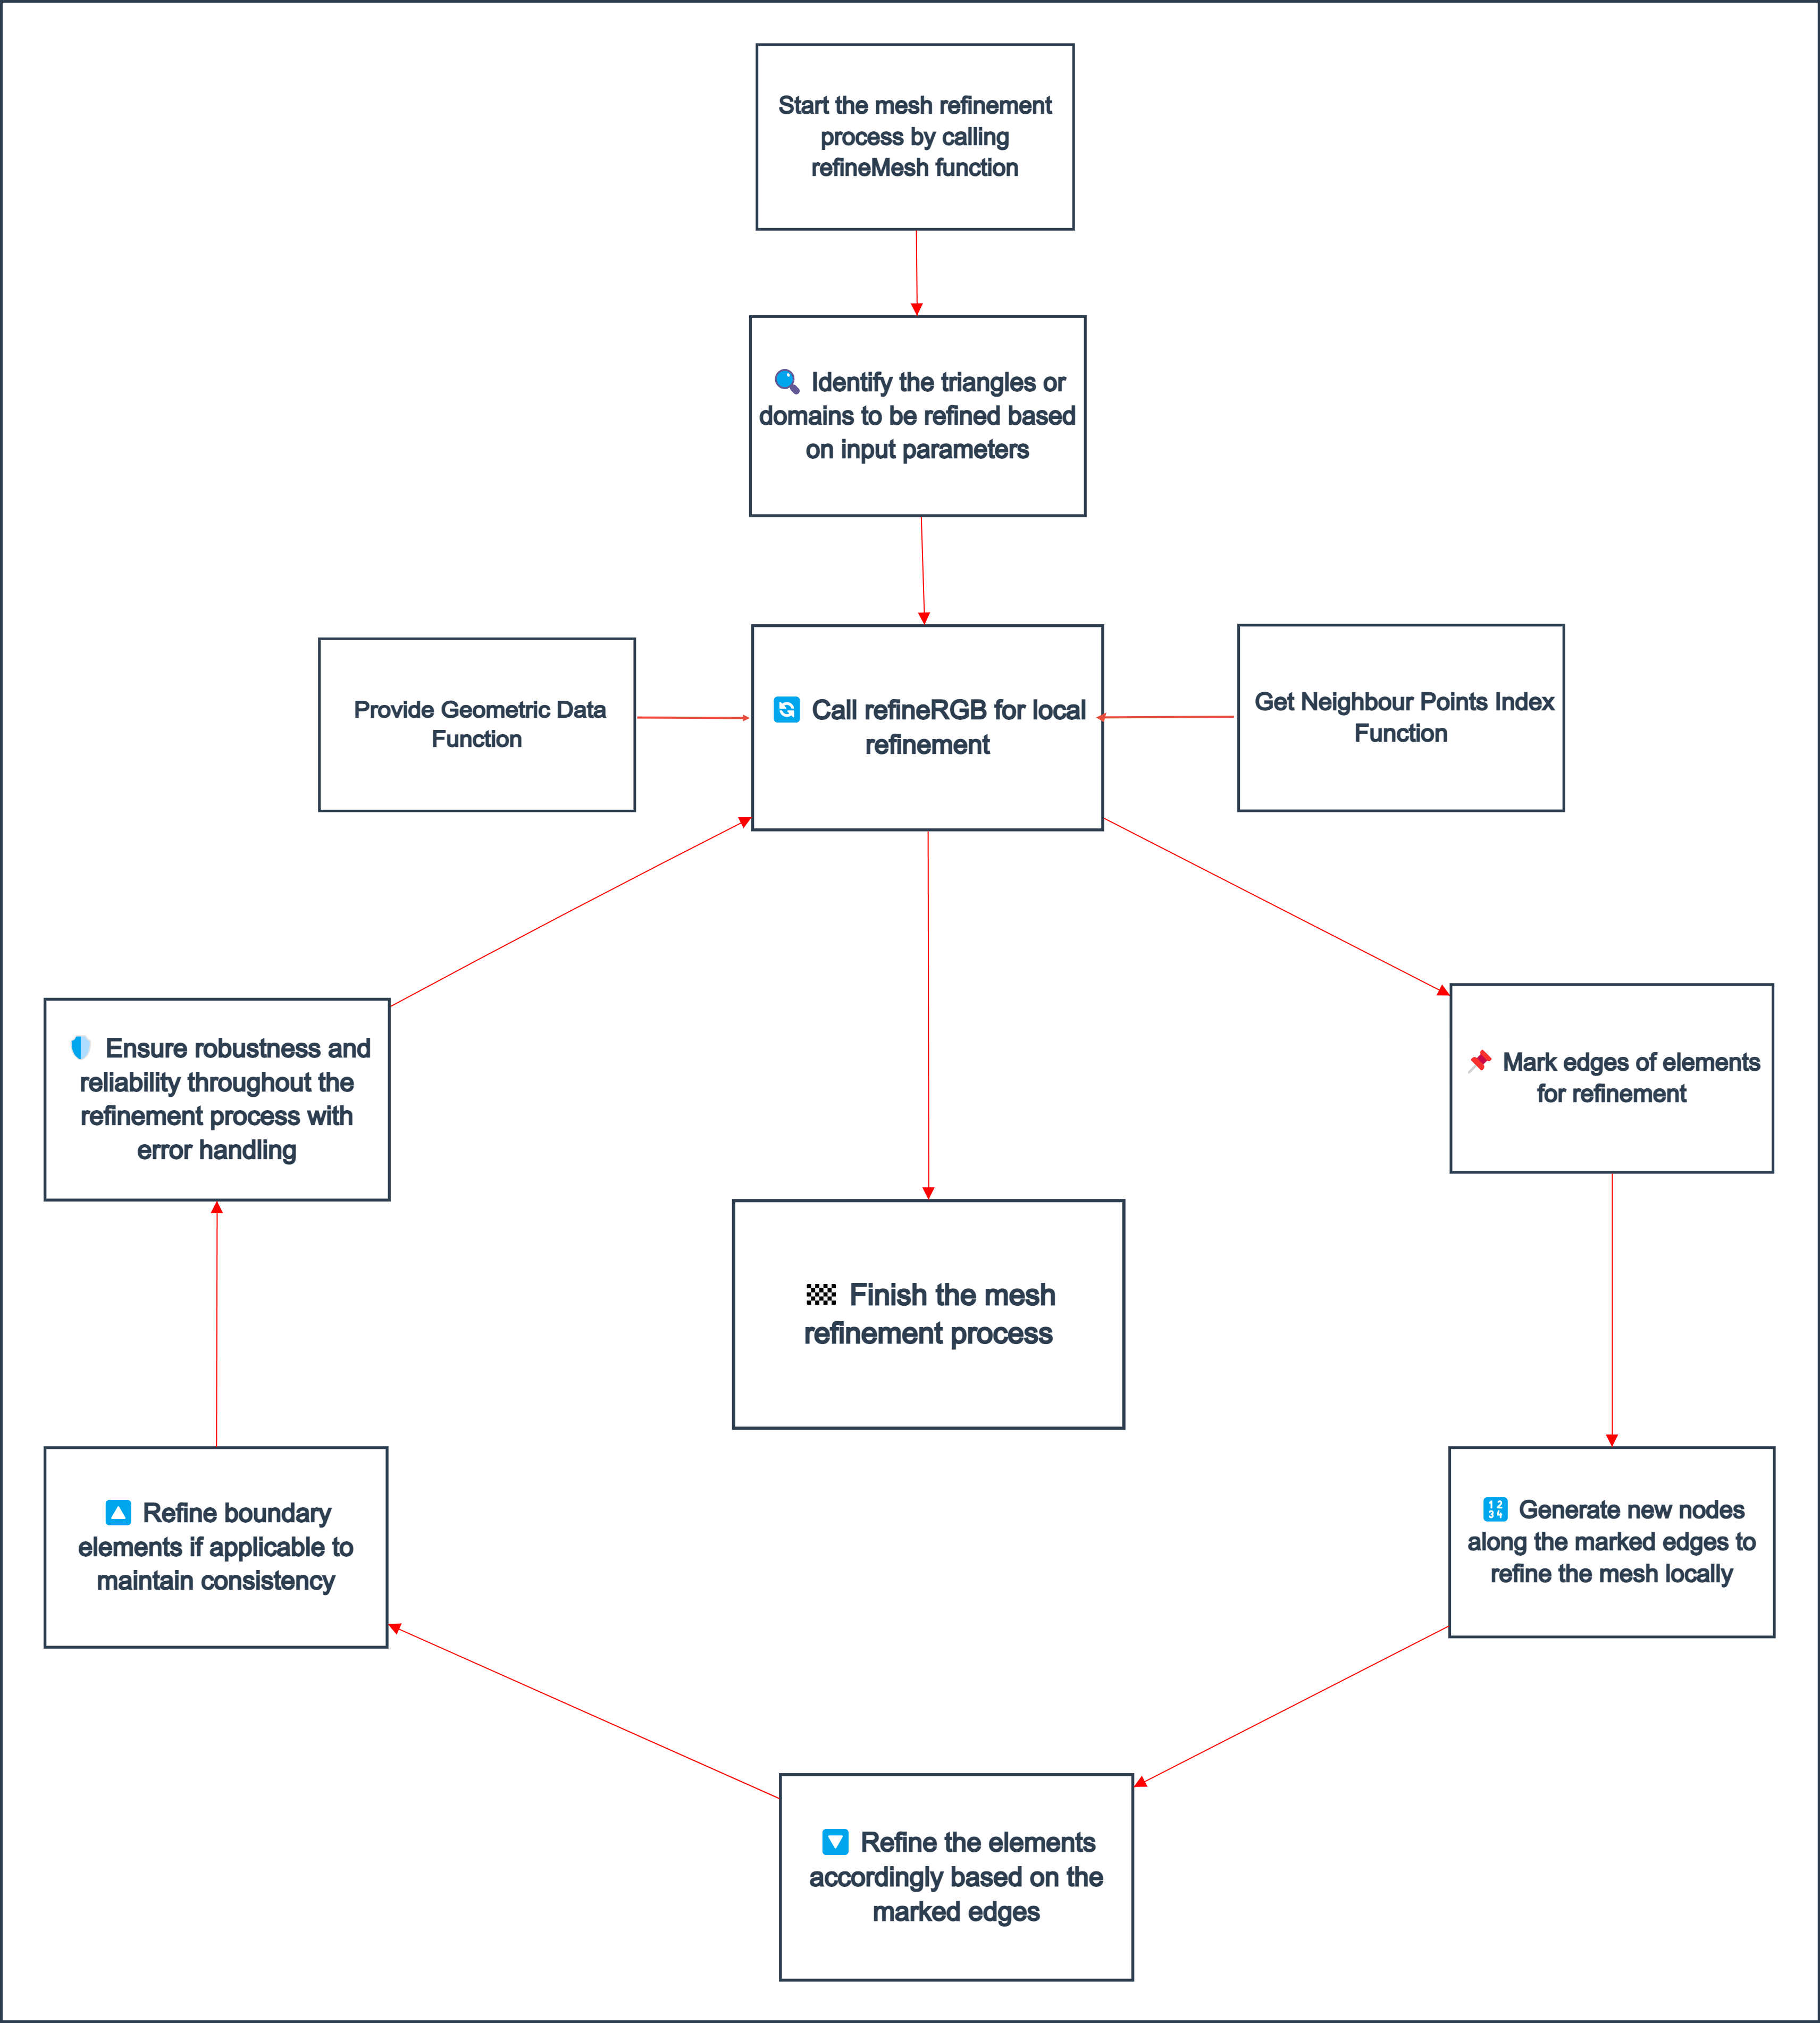 Start the mesh refinement
process by calling
refineMesh function
🔍 Identify the triangles or
domains to be refined based
on input parameters
Provide Geometric Data
Function
🔄 Call refineRGB for local
refinement
Get Neighbour Points Index
Function
🛡️ Ensure robustness and
reliability throughout the
refinement process with
error handling
📌 Mark edges of elements
for refinement
🏁 Finish the mesh
refinement process
🔼 Refine boundary
elements if applicable to
maintain consistency
🔢 Generate new nodes
along the marked edges to
refine the mesh locally
🔽 Refine the elements
accordingly based on the
marked edges